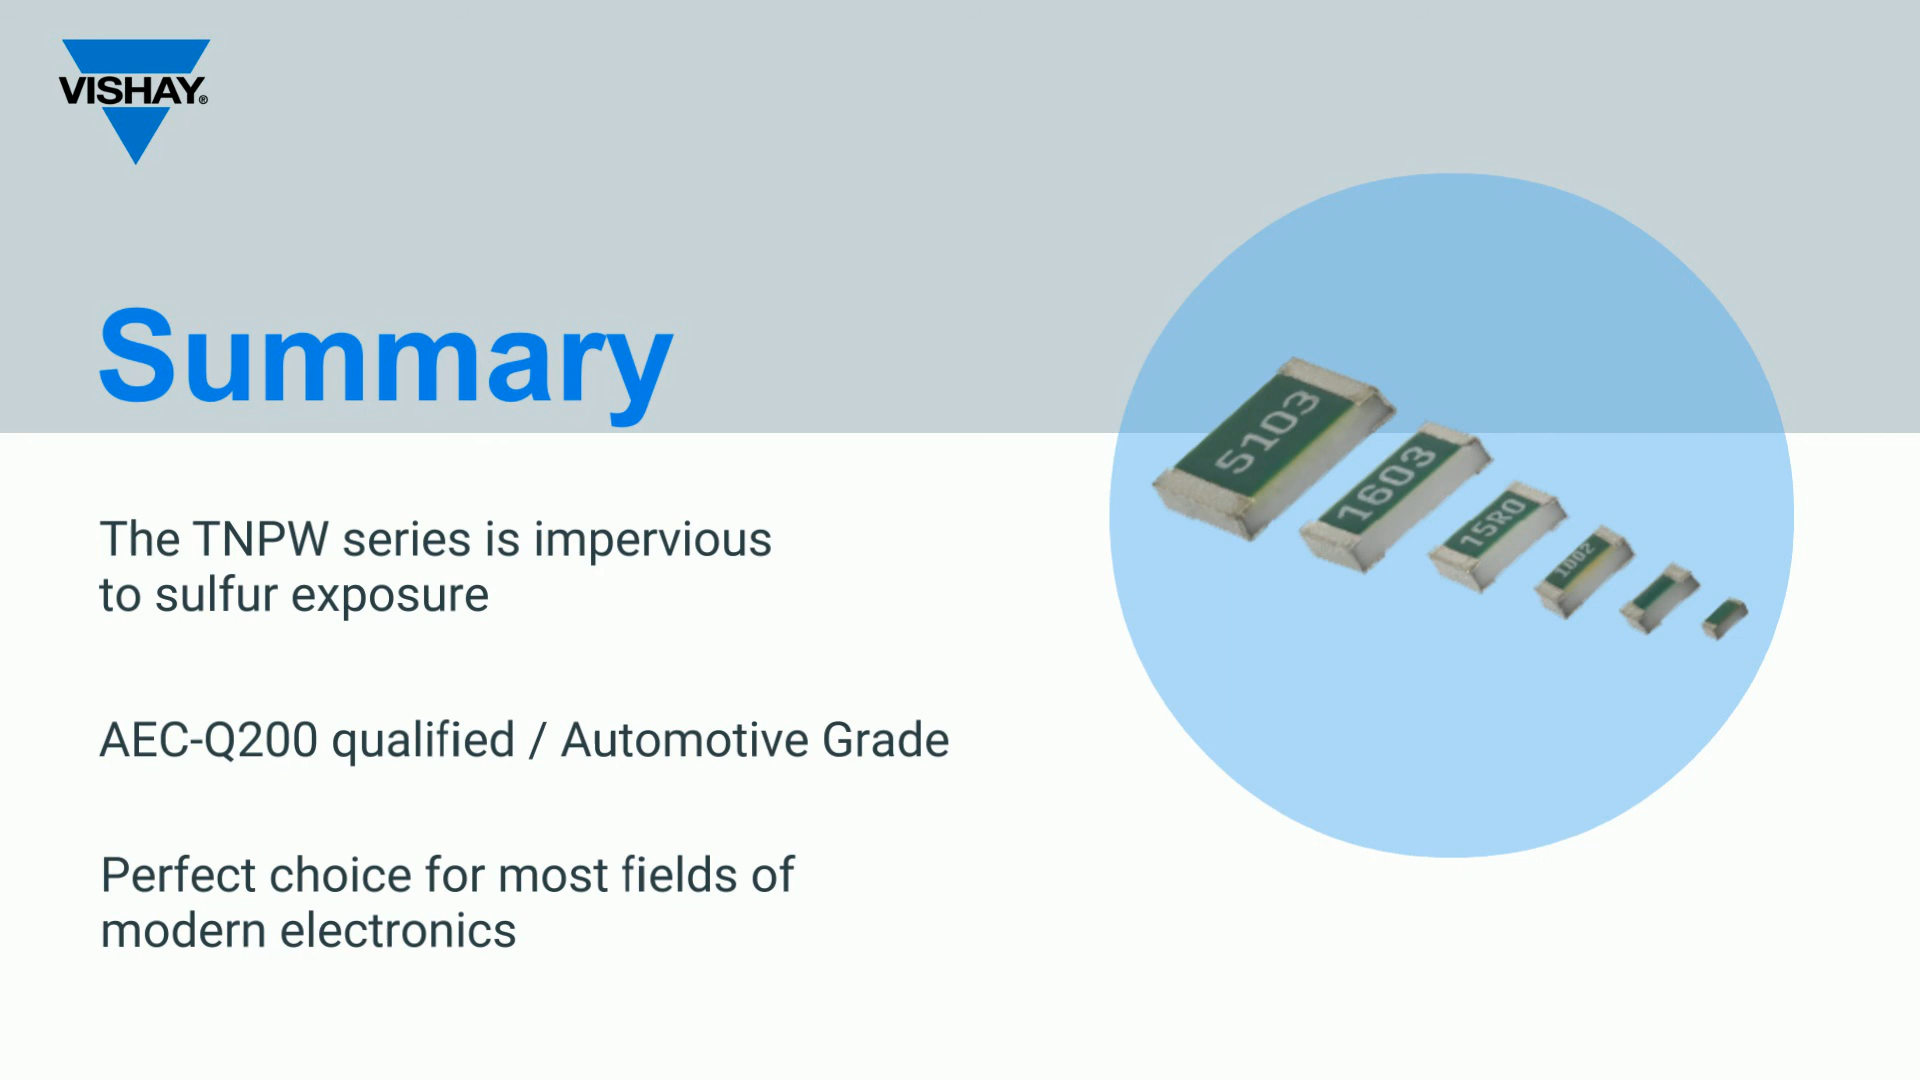 VISHAY®
Summary
The TNPW series is impervious
to sulfur exposure
AEC-Q200 qualified / Automotive Grade
Perfect choice for most fields of
modern electronics
5103
1603
15R0
1002